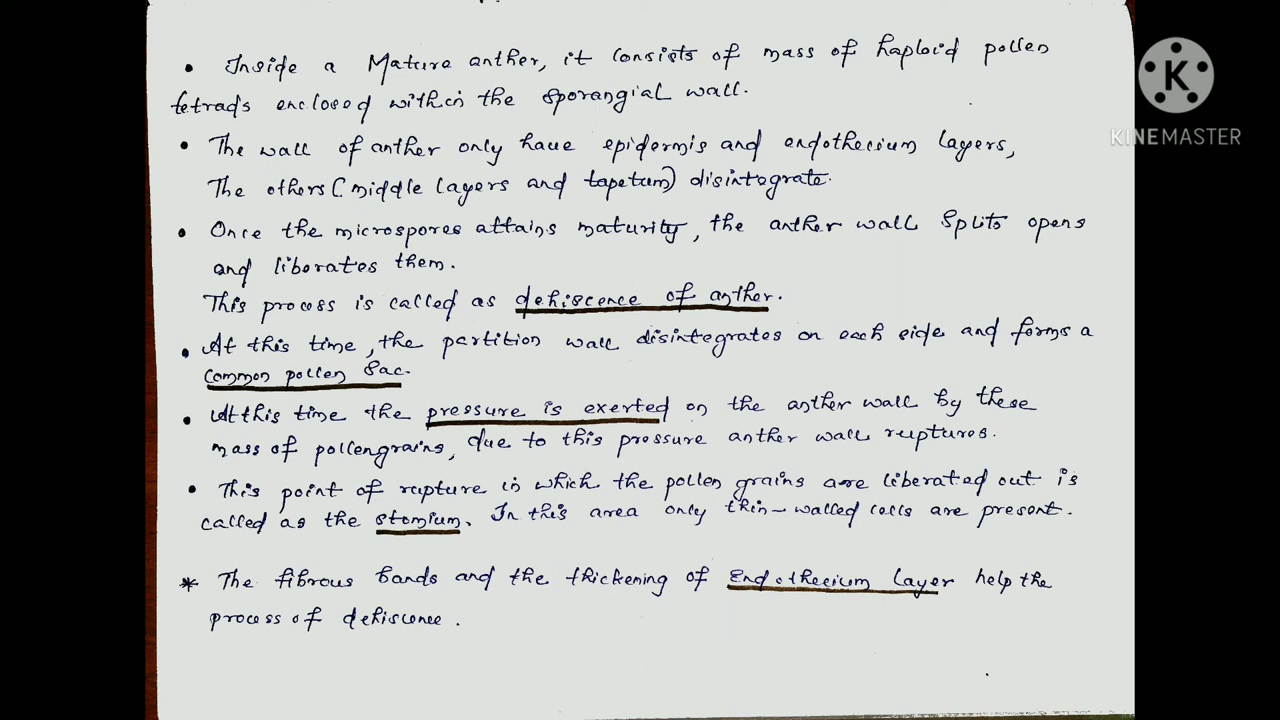 • Inside a Mature anther, it consists of mass of haploid pollen
tetrads enclosed within the sporangial wall.
• The wall of anther only have epidermis and endothecium layers,
The others (middle layers and tapetum) disintegrate.
• Once the microspores attains maturity, the anther wall splits opens
and liberates them.
This process is called as dehiscence of anther.
• At this time, the partition wall disintegrates on each side and forms a
common pollen sac.
• At this time the pressure is exerted on the anther wall by these
mass of pollengrains, due to this pressure anther wall ruptures.
• This point of rupture in which the pollen grains are liberated out is
called as the stomium. In this area only thin-walled cells are present.
* The fibrous bands and the thickening of Endothecium layer help the
process of dehiscence.
K
KINEMASTER